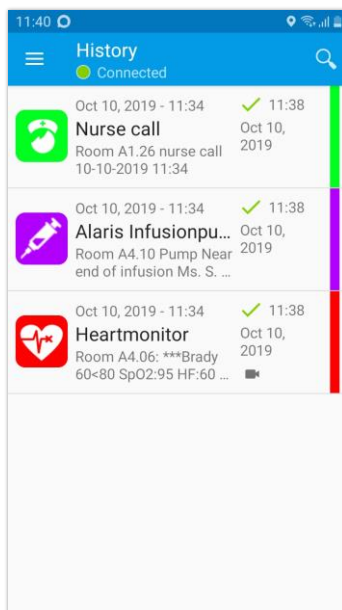 11:40
History
Connected
Oct 10, 2019 - 11:34
11:38
Nurse call
Oct 10,
2019
Room A1.26 nurse call
10-10-2019 11:34
Oct 10, 2019 - 11:34
11:38
Alaris Infusionpu...
Oct 10,
2019
Room A4.10 Pump Near
end of infusion Ms. S. ...
Oct 10, 2019 - 11:34
11:38
Heartmonitor
Oct 10,
2019
Room A4.06: ***Brady
60<80 SpO2:95 HF:60 ...